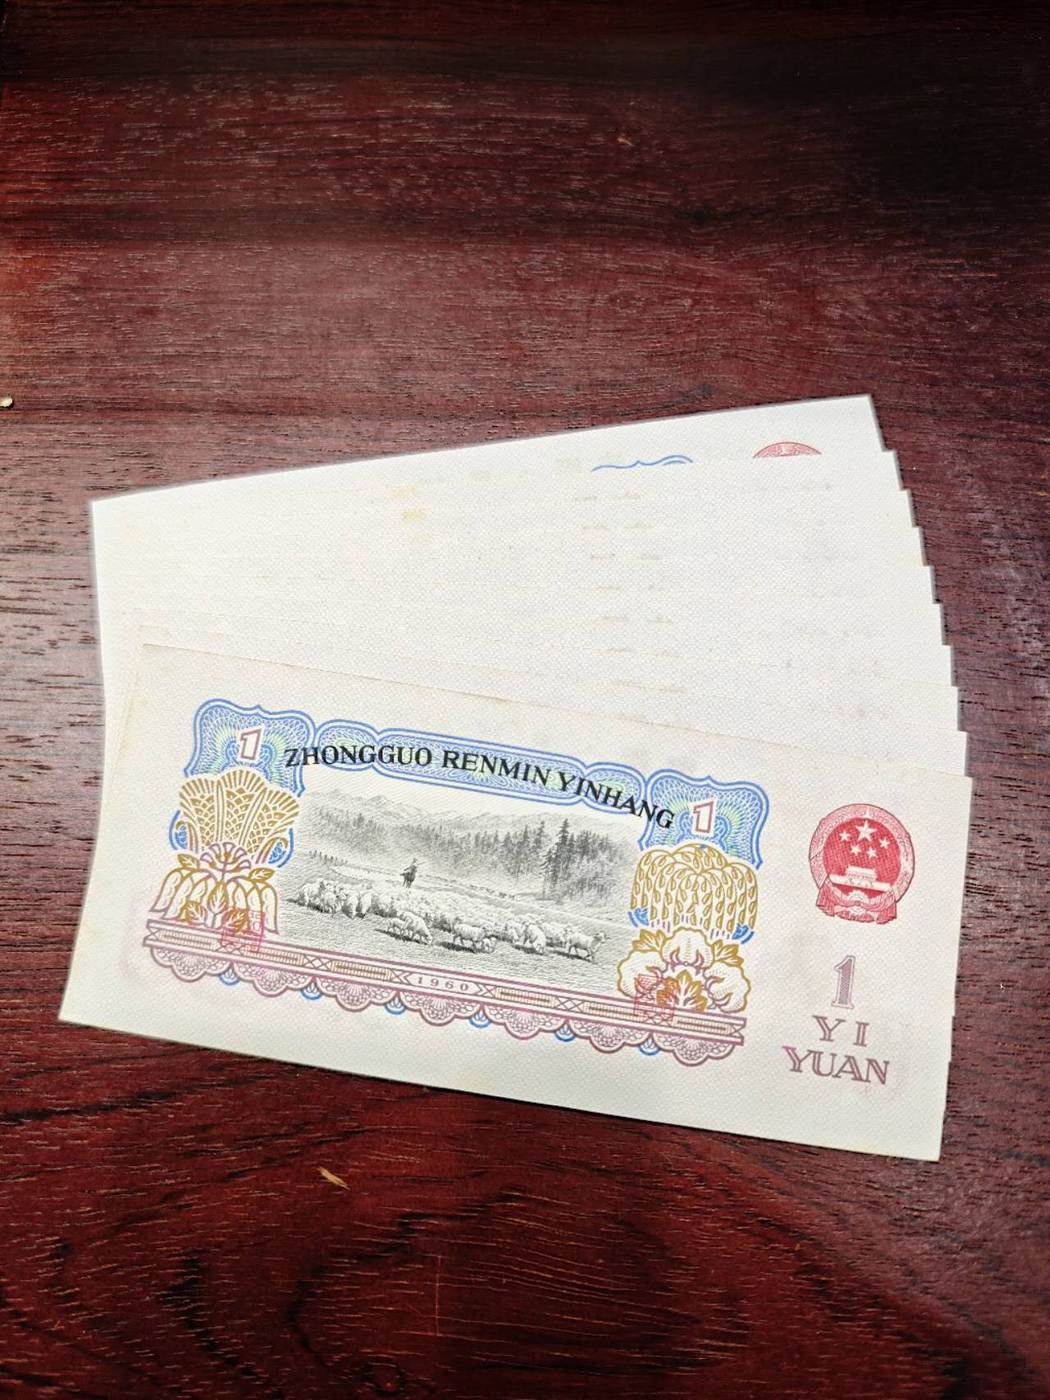 1 ZHONGGUO RENMIN YINHANG 1
1960
1
YI
YUAN